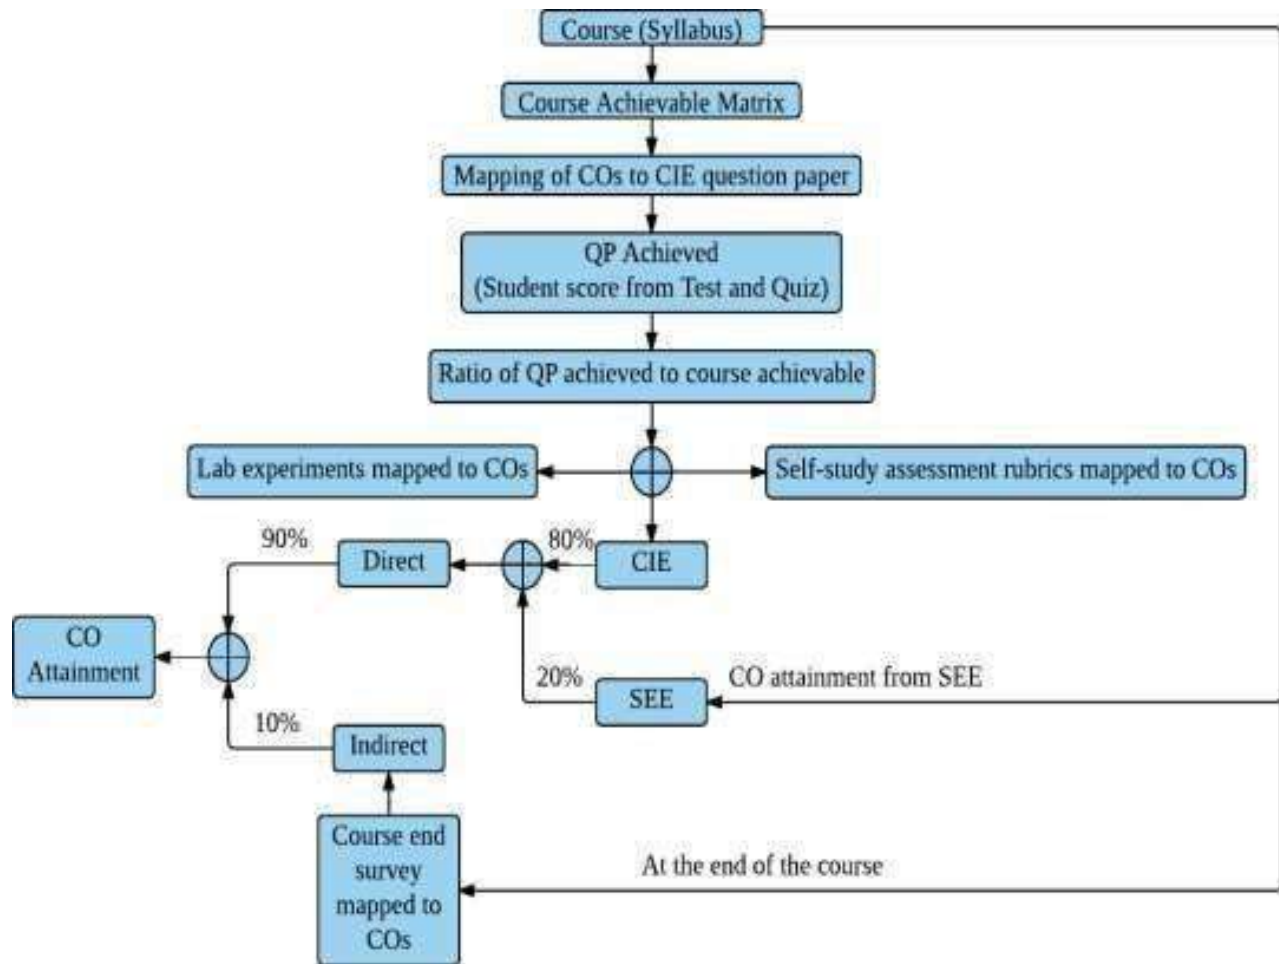 Course (Syllabus)
Course Achievable Matrix
Mapping of COs to CIE question paper
QP Achieved
(Student score from Test and Quiz)
Ratio of QP achieved to course achievable
Lab experiments mapped to COs
Self-study assessment rubrics mapped to COs
90%
Direct
80%
CIE
CO
Attainment
20%
SEE
CO attainment from SEE
10%
Indirect
Course end
survey
mapped to
COs
At the end of the course